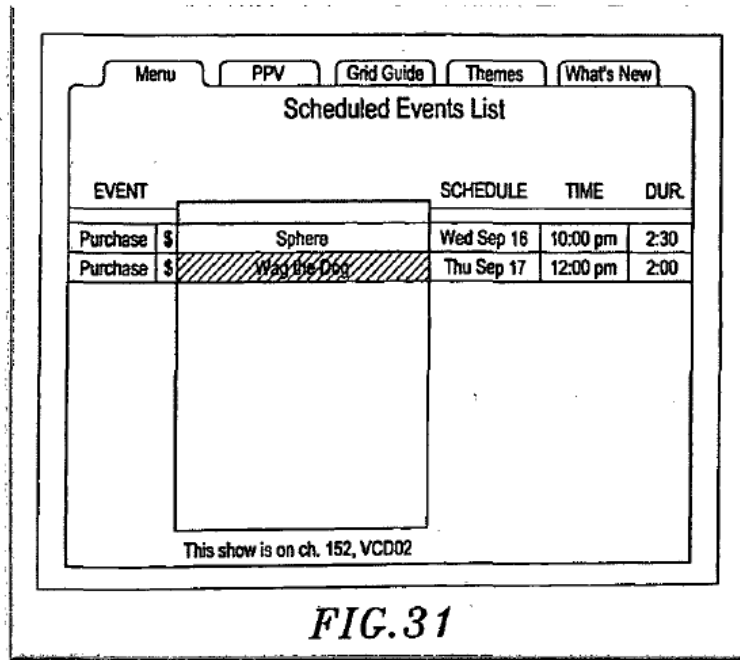 Menu PPV Grid Guide Themes What's New
Scheduled Events List
EVENT SCHEDULE TIME DUR.
Purchase $ Sphere Wed Sep 16 10:00 pm 2:30
Purchase $ Wag the Dog Thu Sep 17 12:00 pm 2:00
This show is on ch. 152, VCD02
FIG.31